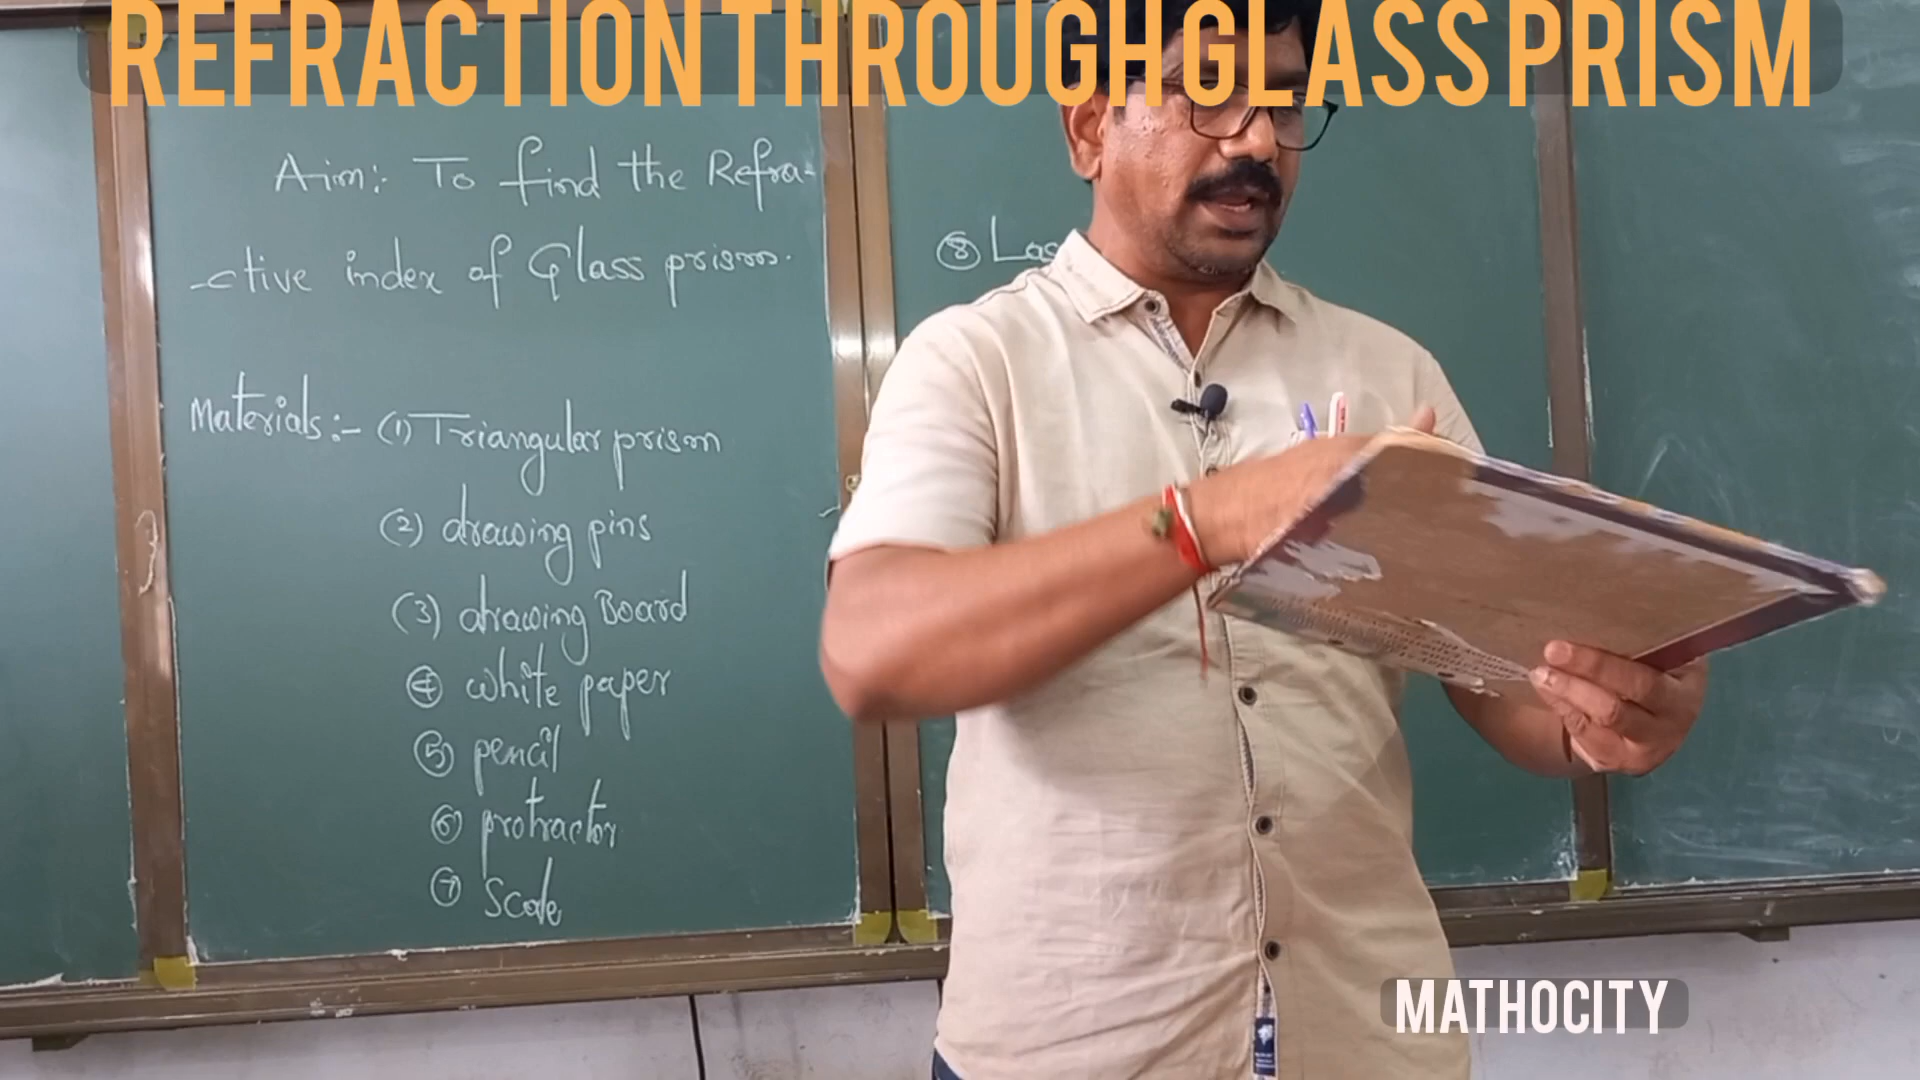 REFRACTION THROUGH GLASS PRISM
Aim:- To find the Refra-
-ctive index of Glass prism.
Materials:- (1) Triangular prism
(2) drawing pins
(3) drawing Board
④ white paper
⑤ pencil
⑥ protractor
⑦ Scale
⑧
MATHOCITY